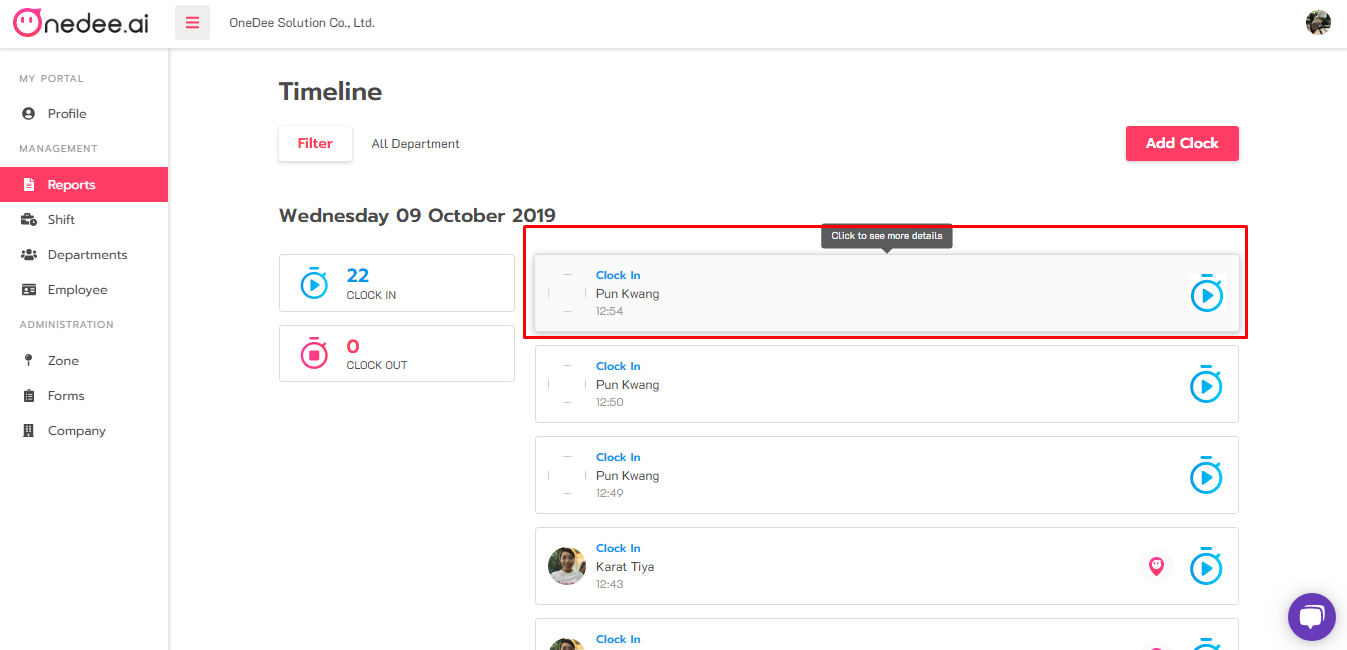 Onedee.ai
OneDee Solution Co., Ltd.
MY PORTAL
Profile
MANAGEMENT
Reports
Shift
Departments
Employee
ADMINISTRATION
Zone
Forms
Company
Timeline
Filter
All Department
Add Clock
Wednesday 09 October 2019
22
CLOCK IN
0
CLOCK OUT
Click to see more details
Clock In
Pun Kwang
12:54
Clock In
Pun Kwang
12:50
Clock In
Pun Kwang
12:49
Clock In
Karat Tiya
12:43
Clock In